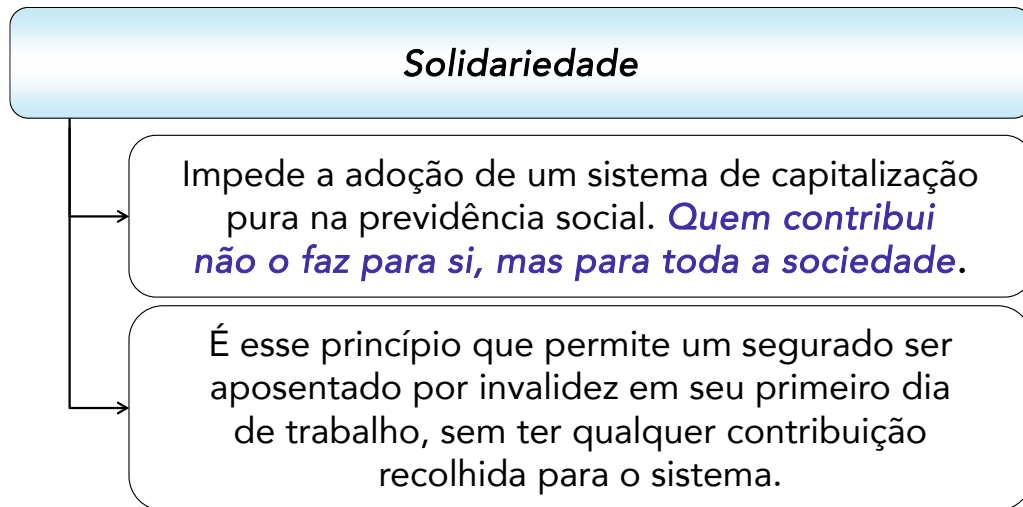 Solidariedade
Impede a adoção de um sistema de capitalização
pura na previdência social. Quem contribui
não o faz para si, mas para toda a sociedade.
É esse princípio que permite um segurado ser
aposentado por invalidez em seu primeiro dia
de trabalho, sem ter qualquer contribuição
recolhida para o sistema.